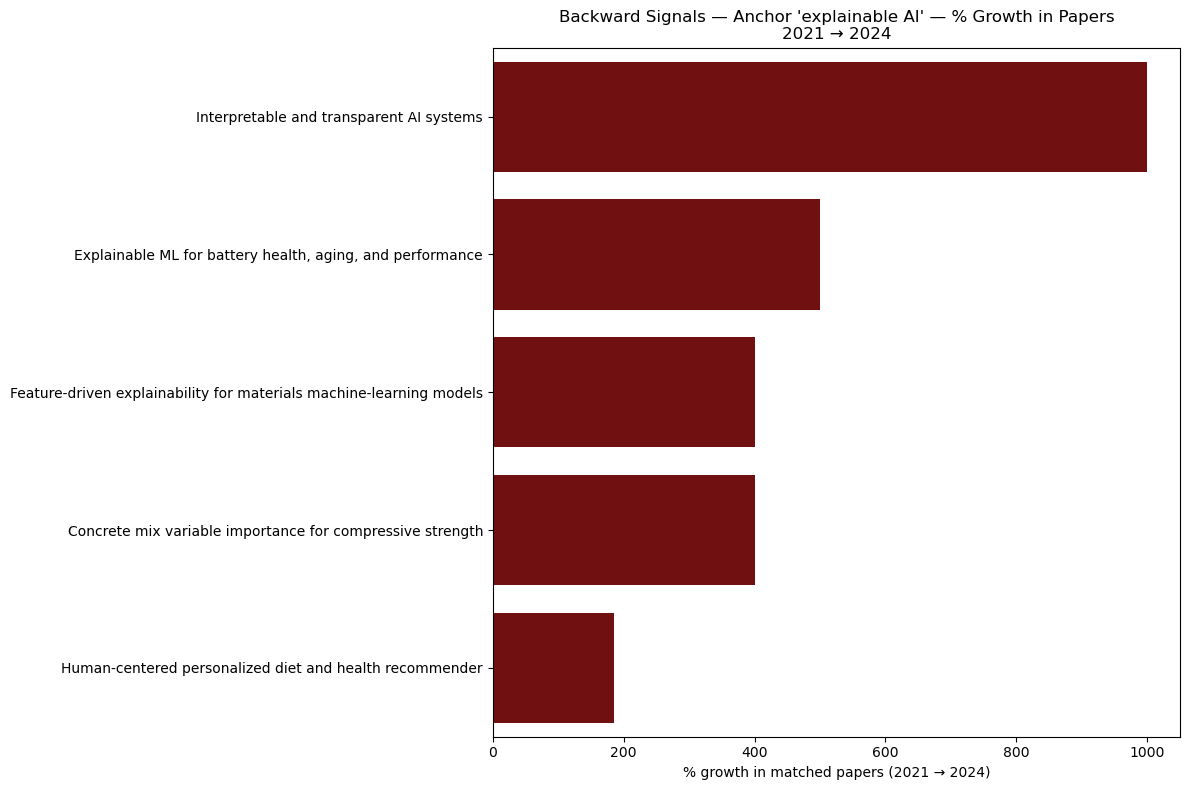 Backward Signals — Anchor 'explainable AI' — % Growth in Papers
2021 → 2024
Interpretable and transparent AI systems
Explainable ML for battery health, aging, and performance
Feature-driven explainability for materials machine-learning models
Concrete mix variable importance for compressive strength
Human-centered personalized diet and health recommender
0 200 400 600 800 1000
% growth in matched papers (2021 → 2024)